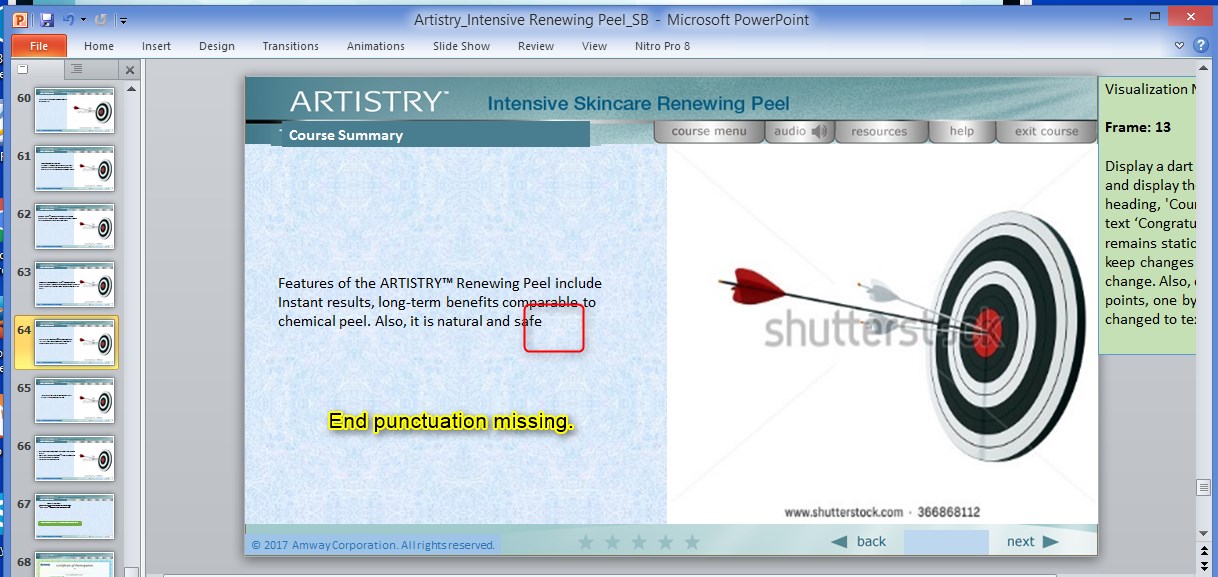 Artistry_Intensive Renewing Peel_SB - Microsoft PowerPoint
File Home Insert Design Transitions Animations Slide Show Review View Nitro Pro 8
60
61
62
63
64
65
66
67
68
ARTISTRY™ Intensive Skincare Renewing Peel
Course Summary
course menu audio resources help exit course
Features of the ARTISTRY™ Renewing Peel include
Instant results, long-term benefits comparable to
chemical peel. Also, it is natural and safe
End punctuation missing.
shutterstock
www.shutterstock.com · 366868112
© 2017 Amway Corporation. All rights reserved.
back next
Visualization
Frame: 13
Display a dart
and display
heading,
text
remains
keep changes
change. Also,
points, one by
changed to